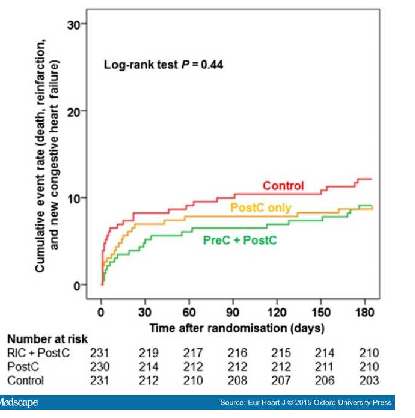 Cumulative event rate (death, reinfarction,
and new congestive heart failure)
30
20
10
0
Log-rank test P = 0.44
Control
PostC only
PreC + PostC
0 30 60 90 120 150 180
Time after randomisation (days)
Number at risk
RIC + PostC 231 219 217 216 215 214 210
PostC 230 214 212 212 212 211 210
Control 231 212 210 208 207 206 203
Medscape
Source: Eur Heart J © 2015 Oxford University Press